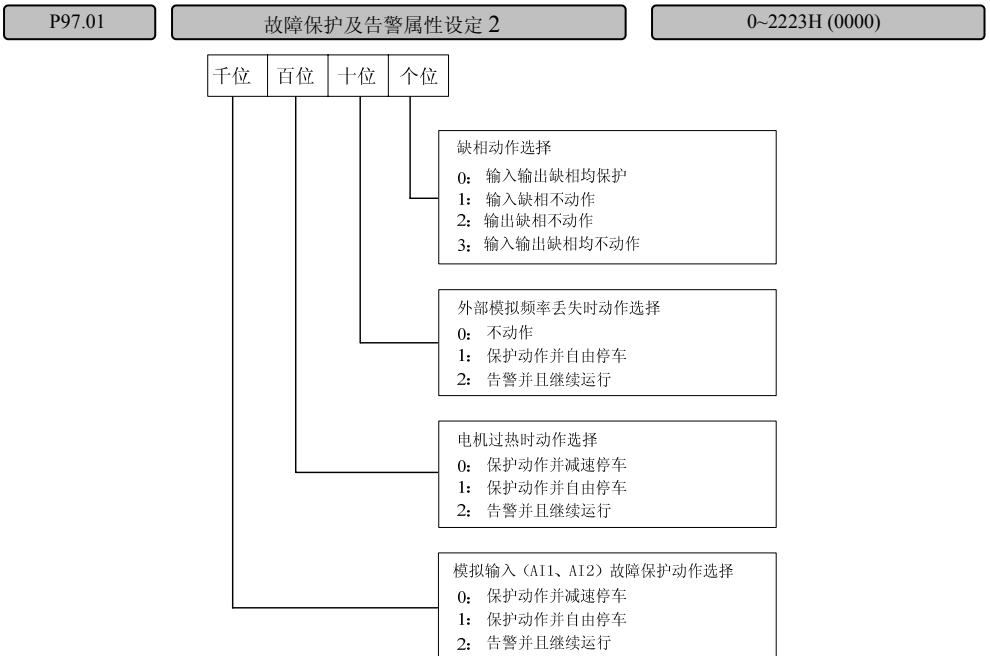 P97.01 故障保护及告警属性设定 2 0~2223H (0000)
千位 百位 十位 个位
缺相动作选择
0: 输入输出缺相均保护
1: 输入缺相不动作
2: 输出缺相不动作
3: 输入输出缺相均不动作
外部模拟频率丢失时动作选择
0: 不动作
1: 保护动作并自由停车
2: 告警并且继续运行
电机过热时动作选择
0: 保护动作并减速停车
1: 保护动作并自由停车
2: 告警并且继续运行
模拟输入（AI1、AI2）故障保护动作选择
0: 保护动作并减速停车
1: 保护动作并自由停车
2: 告警并且继续运行